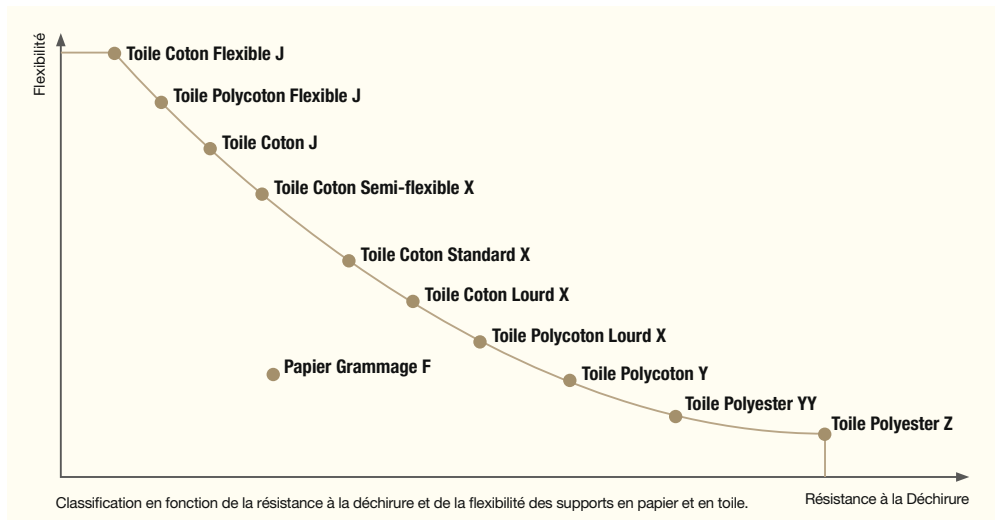 Flexibilité
Toile Coton Flexible J
Toile Polycoton Flexible J
Toile Coton J
Toile Coton Semi-flexible X
Toile Coton Standard X
Toile Coton Lourd X
Toile Polycoton Lourd X
Papier Grammage F
Toile Polycoton Y
Toile Polyester YY
Toile Polyester Z
Classification en fonction de la résistance à la déchirure et de la flexibilité des supports en papier et en toile.
Résistance à la Déchirure